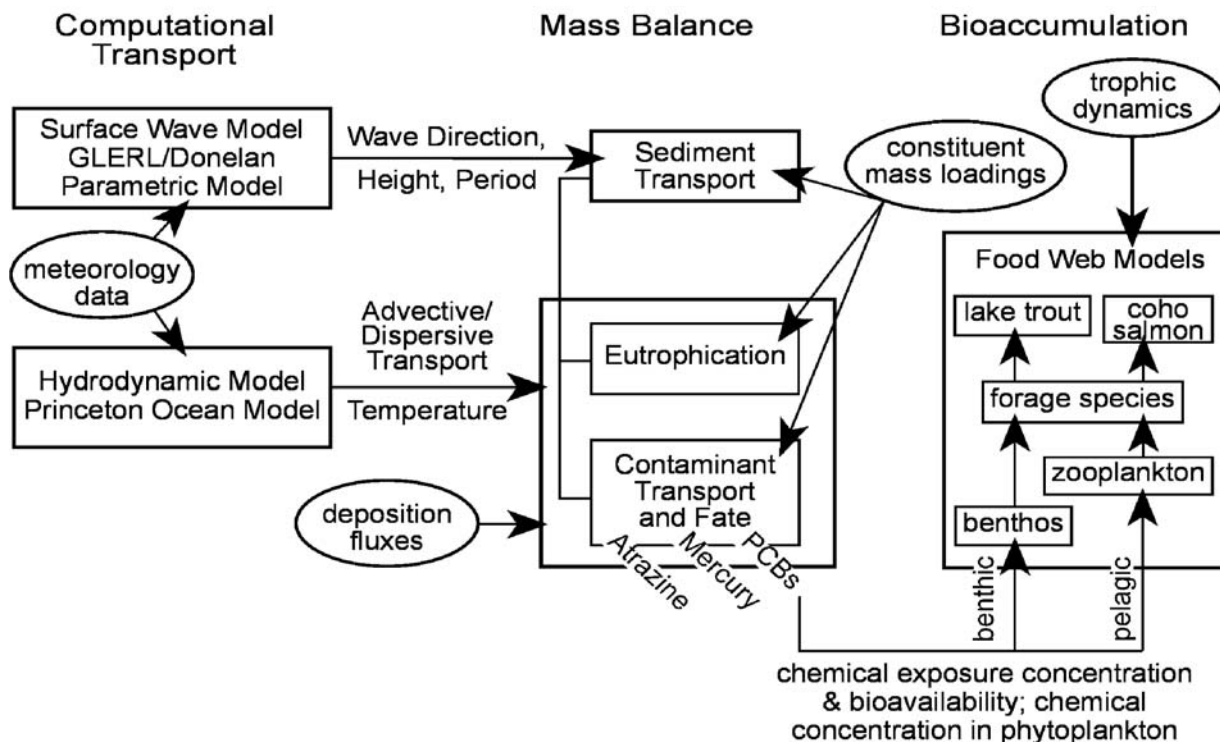 Computational
Transport
Mass Balance
Bioaccumulation
Surface Wave Model
GLERL/Donelan
Parametric Model
Wave Direction,
Height, Period
Sediment
Transport
constituent
mass loadings
trophic
dynamics
meteorology
data
Hydrodynamic Model
Princeton Ocean Model
Advective/
Dispersive
Transport
Temperature
Eutrophication
Contaminant
Transport
and Fate
Atrazine
Mercury
PCBs
deposition
fluxes
Food Web Models
lake trout
coho
salmon
forage species
zooplankton
benthos
benthic
pelagic
chemical exposure concentration
& bioavailability; chemical
concentration in phytoplankton